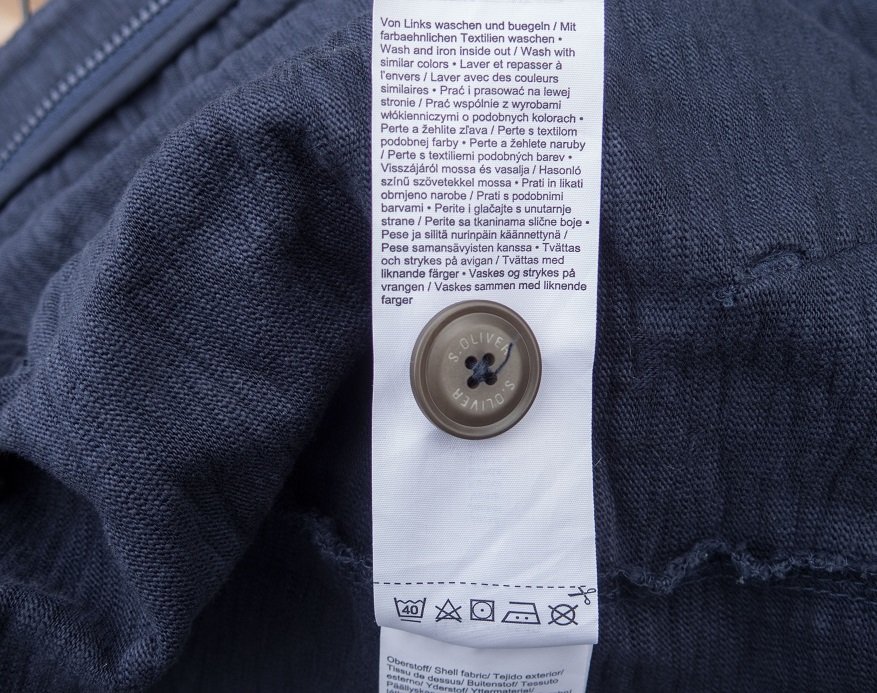 Von Links waschen und buegeln / Mit
farbaehnlichen Textilien waschen •
Wash and iron inside out / Wash with
similar colors • Laver et repasser à
l'envers / Laver avec des couleurs
similaires • Prać i prasować na lewej
stronie / Prać wspólnie z wyrobami
włókienniczymi o podobnych kolorach •
Perte a žehlite zľava / Perte s textilom
podobnej farby • Perte a žehlete naruby
/ Perte s textiliemi podobných barev •
Visszájáról mossa és vasalja / Hasonló
színű szövetekkel mossa • Prati in likati
obrnjeno narobe / Prati s podobnimi
barvami • Perite i glačajte s unutarnje
strane / Perite sa tkaninama slične boje •
Pese ja silitä nurinpäin käännettynä /
Pese samansävyisten kanssa • Tvättas
och strykes på avigan / Tvättas med
liknande färger • Vaskes og strykes på
vrangen / Vaskes sammen med liknende
farger
S.OLIVER
S.OLIVER
40
Oberstoff/ Shell fabric/ Tejido exterior/
Tissu de dessus/ Buitenstof/ Tessuto
esterno/ Yderstof/ Yttermaterial/